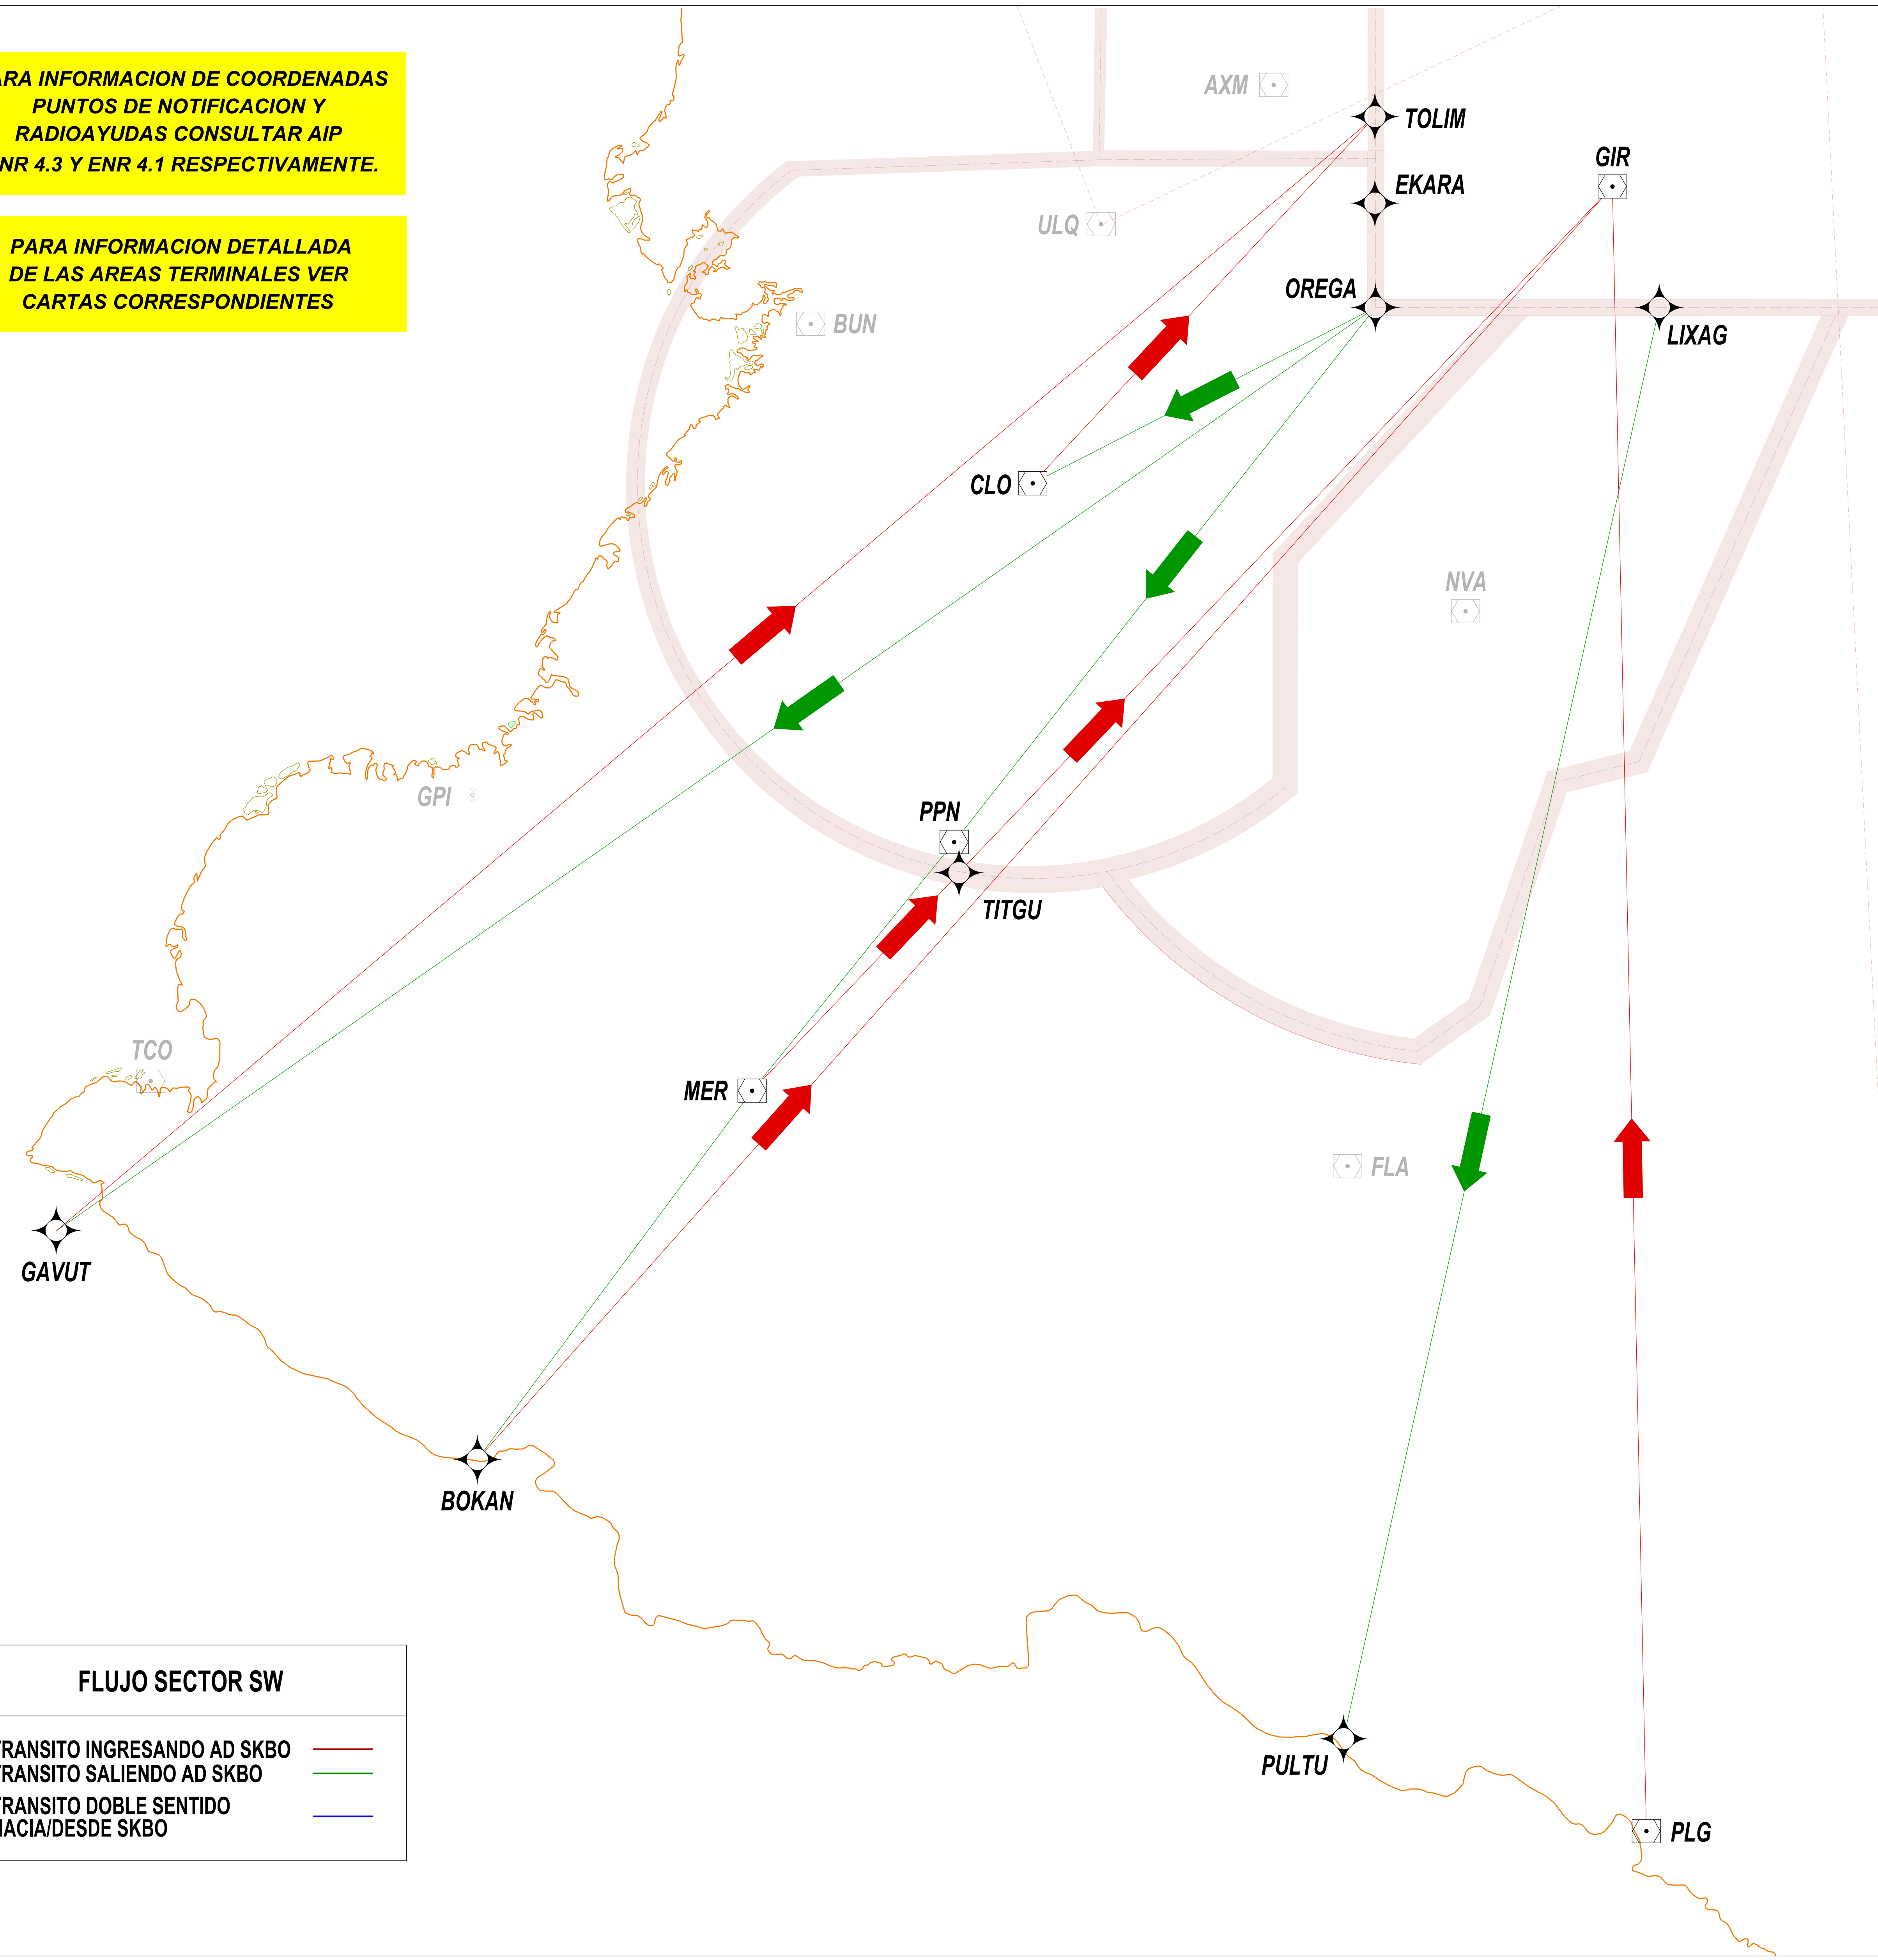 ARA INFORMACION DE COORDENADAS
PUNTOS DE NOTIFICACION Y
RADIOAYUDAS CONSULTAR AIP
NR 4.3 Y ENR 4.1 RESPECTIVAMENTE.
PARA INFORMACION DETALLADA
DE LAS AREAS TERMINALES VER
CARTAS CORRESPONDIENTES
AXM
TOLIM
GIR
EKARA
ULQ
OREGA
BUN
LIXAG
CLO
NVA
GPI
PPN
TITGU
TCO
MER
FLA
GAVUT
BOKAN
PULTU
PLG
FLUJO SECTOR SW
TRANSITO INGRESANDO AD SKBO
TRANSITO SALIENDO AD SKBO
TRANSITO DOBLE SENTIDO
HACIA/DESDE SKBO